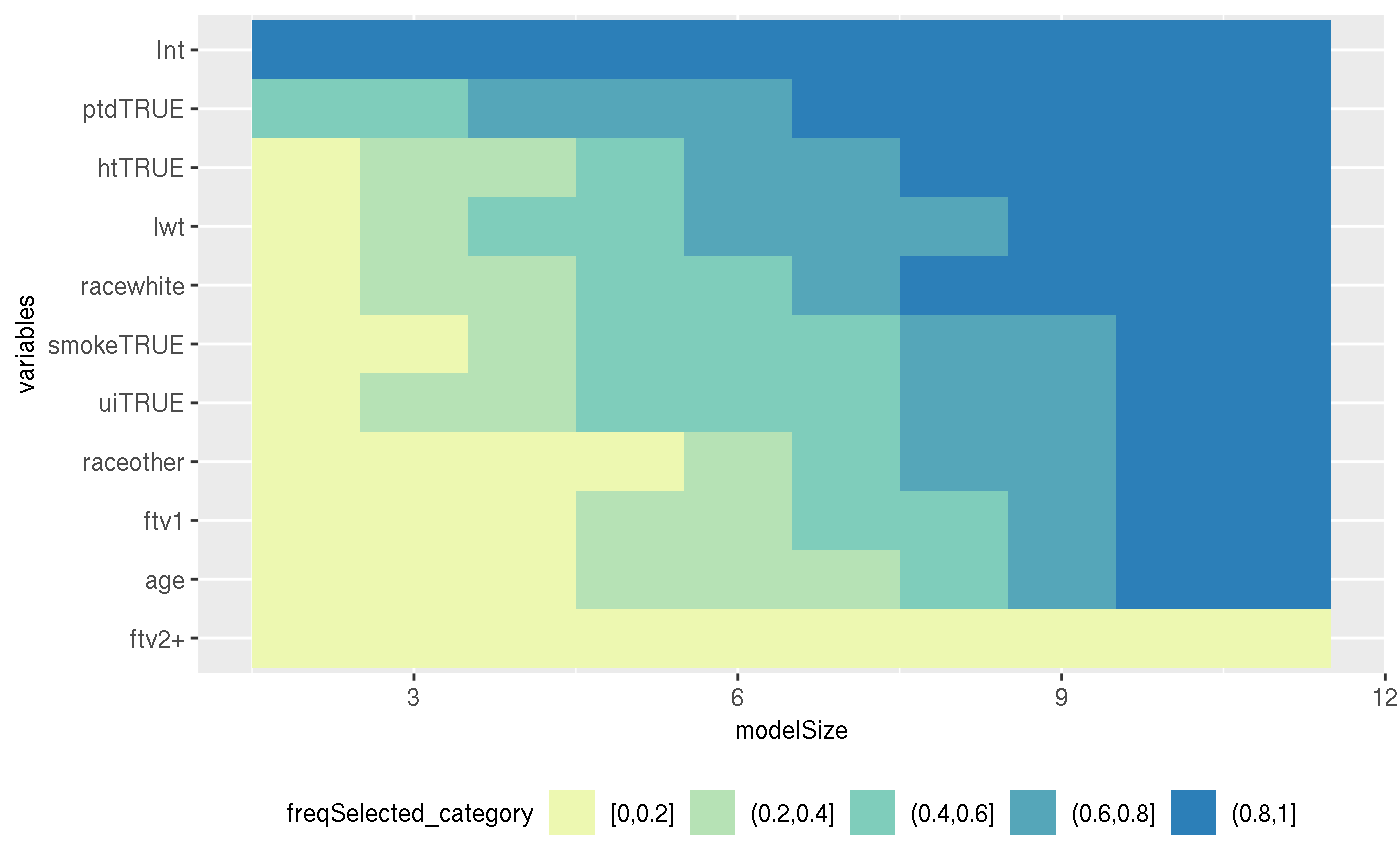 variables
Int
ptdTRUE
htTRUE
lwt
racewhite
smokeTRUE
uiTRUE
raceother
ftv1
age
ftv2+
3 6 9 12
modelSize
freqSelected_category [0,0.2] (0.2,0.4] (0.4,0.6] (0.6,0.8] (0.8,1]